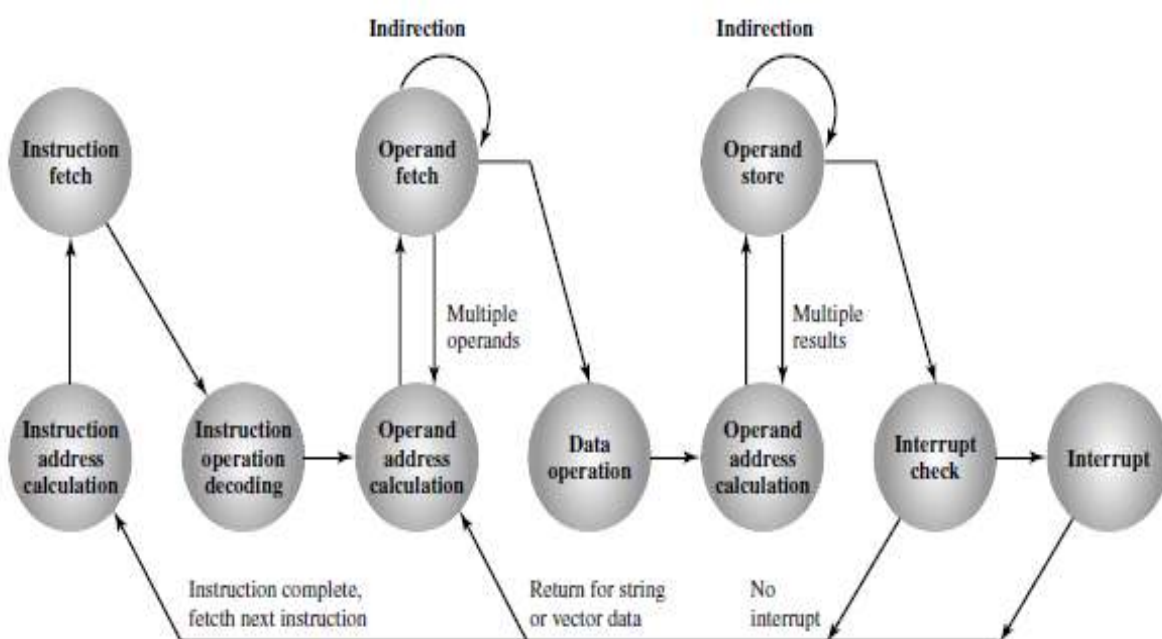 Indirection
Indirection
Instruction
fetch
Operand
fetch
Operand
store
Multiple
operands
Multiple
results
Instruction
address
calculation
Instruction
operation
decoding
Operand
address
calculation
Data
operation
Operand
address
calculation
Interrupt
check
Interrupt
Instruction complete,
fetcth next instruction
Return for string
or vector data
No
interrupt